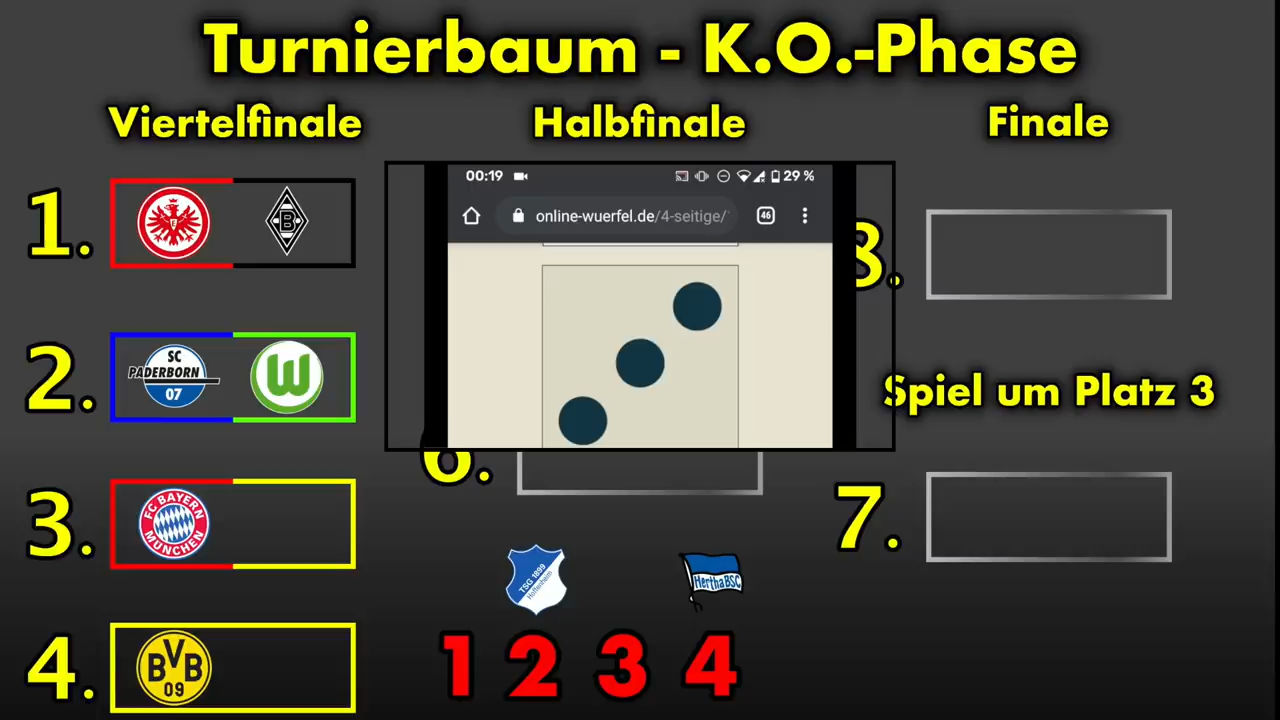 Turnierbaum - K.O.-Phase
Viertelfinale
Halbfinale
Finale
00:19
29 %
online-wuerfel.de/4-seitige/
46
1.
B
8.
2.
SC
PADERBORN
07
W
Spiel um Platz 3
6.
3.
FC BAYERN
MÜNCHEN
7.
TSG 1899
Hoffenheim
Hertha BSC
4.
BVB
09
1 2 3 4